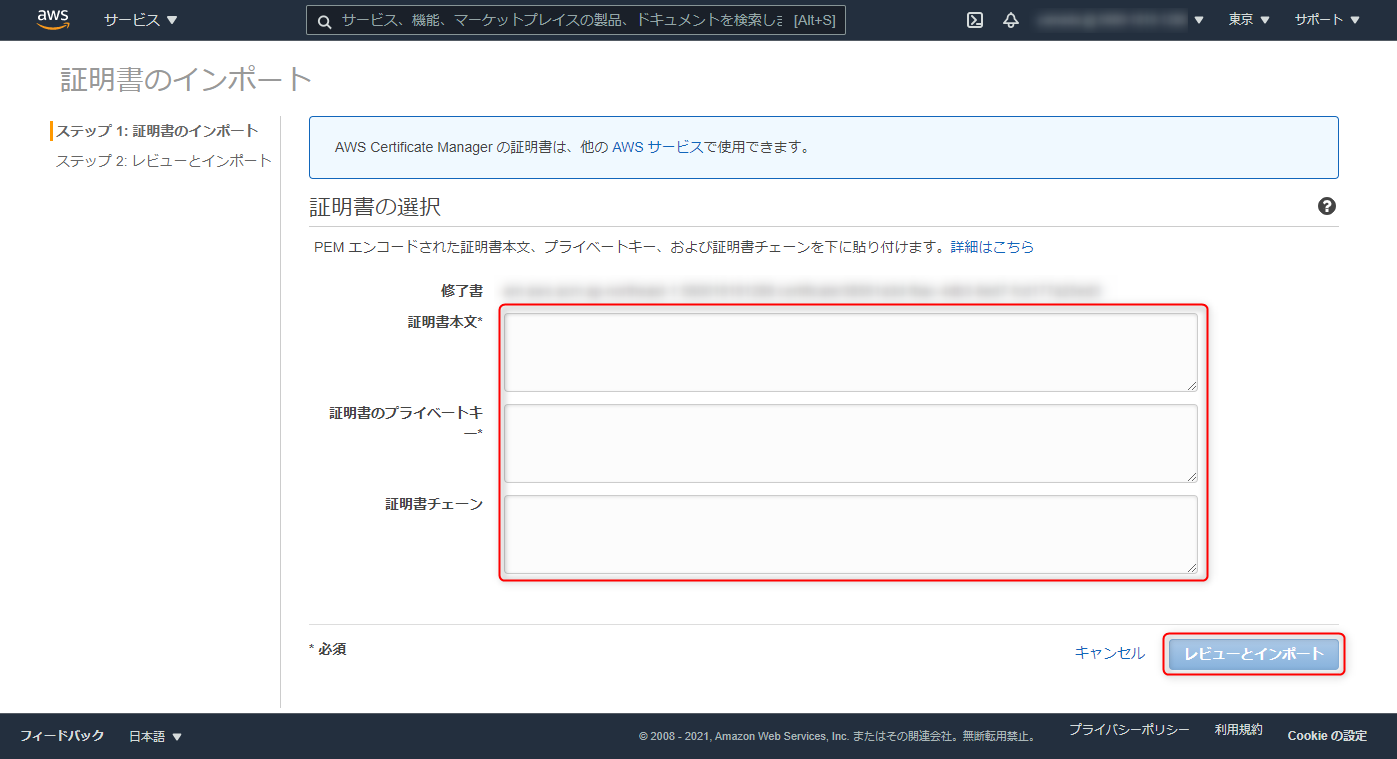 aws
サービス
サービス、機能、マーケットプレイスの製品、ドキュメントを検索しま [Alt+S]
東京
サポート
証明書のインポート
ステップ 1: 証明書のインポート
ステップ 2: レビューとインポート
AWS Certificate Manager の証明書は、他の AWS サービスで使用できます。
証明書の選択
PEM エンコードされた証明書本文、プライベートキー、および証明書チェーンを下に貼り付けます。詳細はこちら
修了書
証明書本文*
証明書のプライベートキ
ー*
証明書チェーン
* 必須
キャンセル
レビューとインポート
フィードバック
日本語
© 2008 - 2021, Amazon Web Services, Inc. またはその関連会社。無断転用禁止。
プライバシーポリシー
利用規約
Cookie の設定